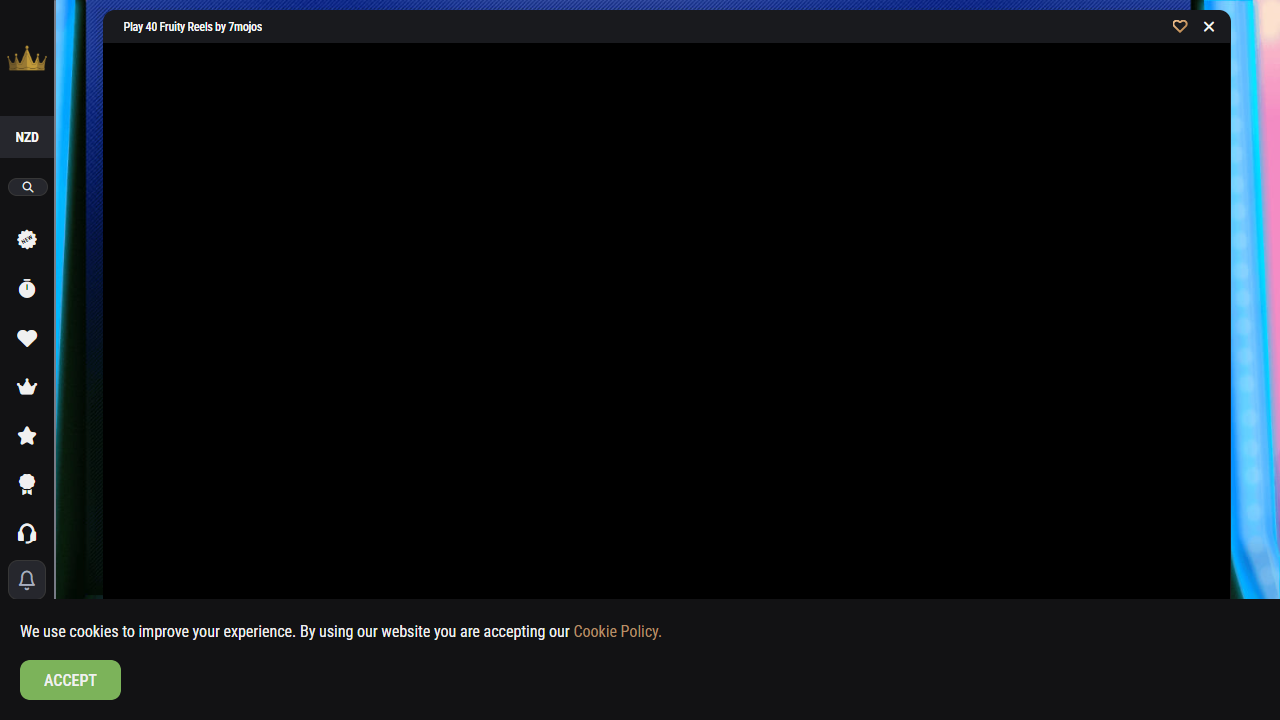 Play 40 Fruity Reels by 7mojos
NZD
NEW
We use cookies to improve your experience. By using our website you are accepting our Cookie Policy.
ACCEPT